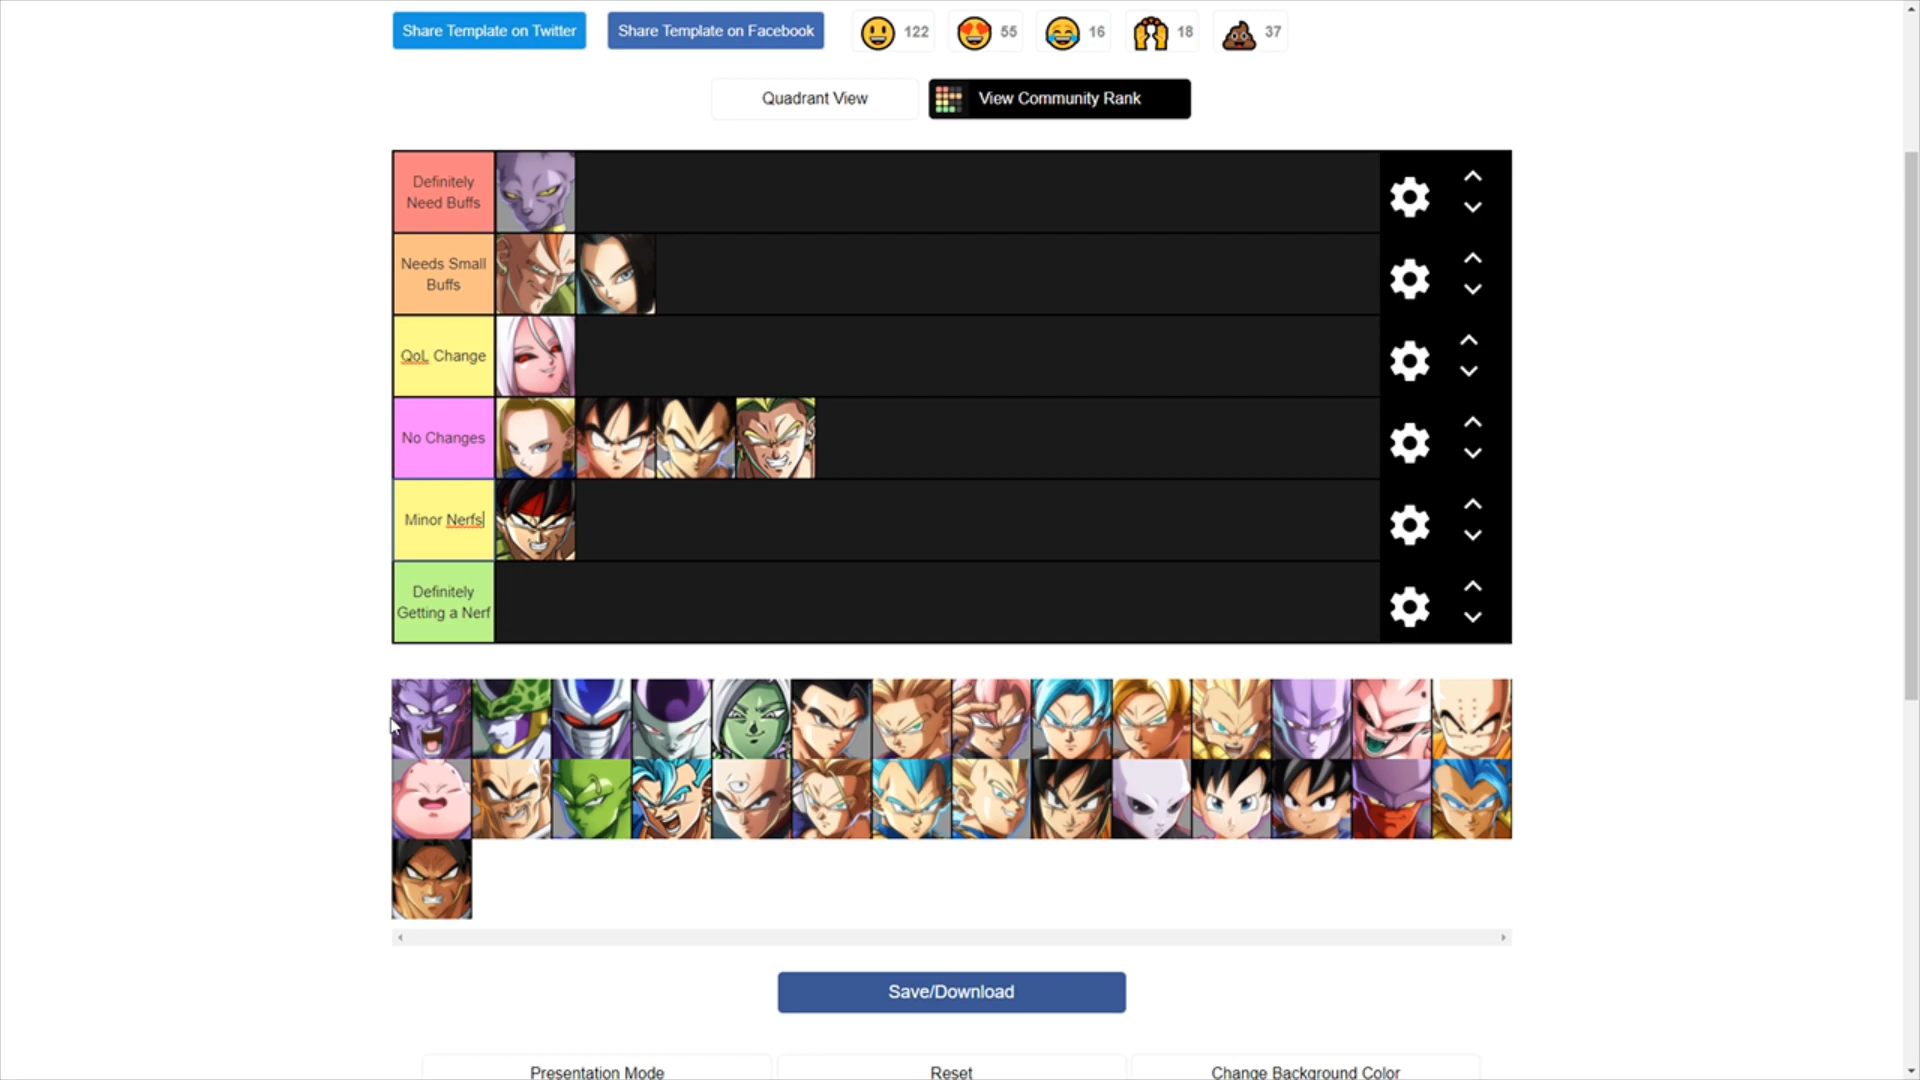 Share Template on Twitter
Share Template on Facebook
122
55
16
18
37
Quadrant View
View Community Rank
Definitely
Need Buffs
Needs Small
Buffs
QoL Change
No Changes
Minor Nerfs
Definitely
Getting a Nerf
Save/Download
Presentation Mode
Reset
Change Background Color